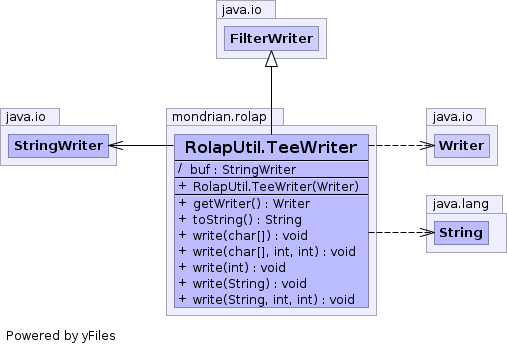 java.io
FilterWriter
java.io
StringWriter
mondrian.rolap
RolapUtil.TeeWriter
/ buf : StringWriter
+ RolapUtil.TeeWriter(Writer)
+ getWriter() : Writer
+ toString() : String
+ write(char[]) : void
+ write(char[], int, int) : void
+ write(int) : void
+ write(String) : void
+ write(String, int, int) : void
java.io
Writer
java.lang
String
Powered by yFiles